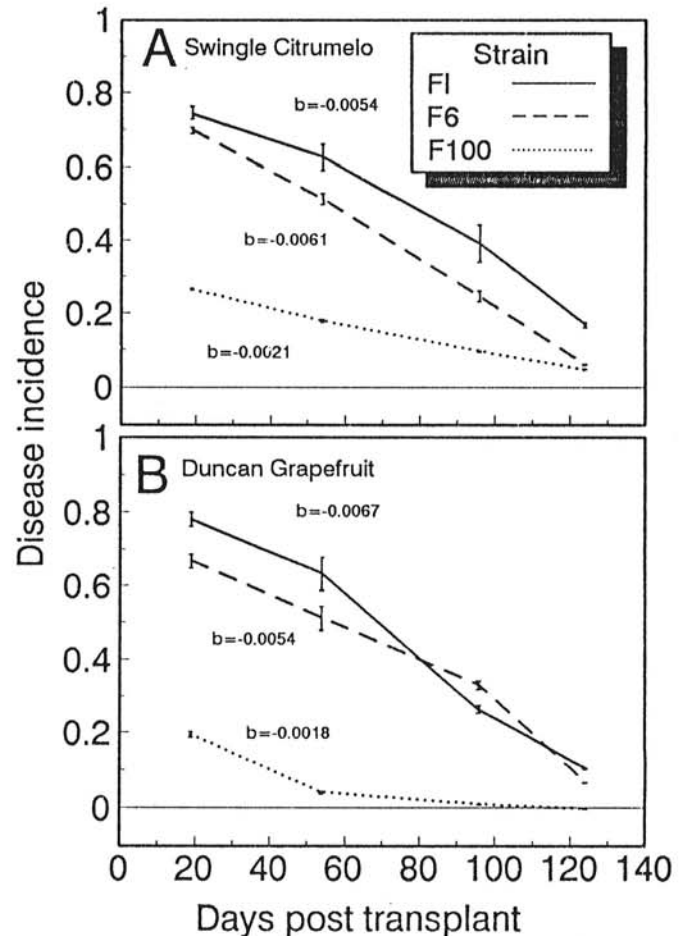 A Swingle Citrumelo
Strain
Fl
F6
F100
b=-0.0054
b=-0.0061
b=-0.0021
1
0.8
0.6
0.4
0.2
0
Disease incidence
B Duncan Grapefruit
b=-0.0067
b=-0.0054
b=-0.0018
1
0.8
0.6
0.4
0.2
0
0 20 40 60 80 100 120 140
Days post transplant